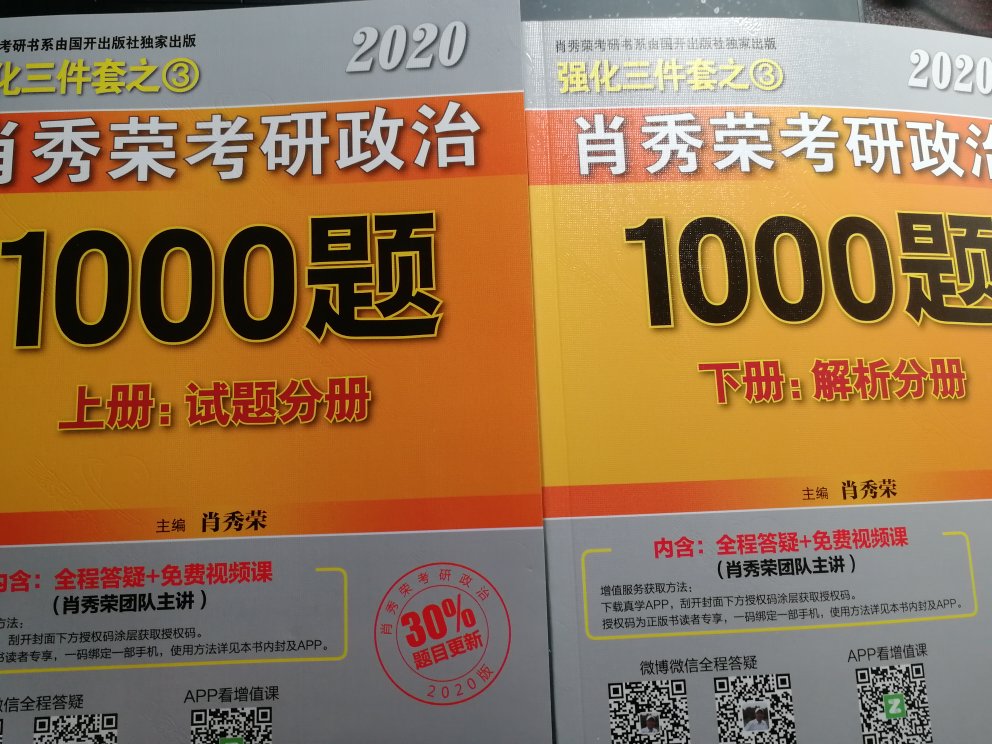 考研书系由国开出版社独家出版
2020
化三件套之③
肖秀荣考研政治
1000题
上册：试题分册
主编 肖秀荣
内含：全程答疑+免费视频课
（肖秀荣团队主讲）
方法：
，刮开封面下方授权码涂层获取授权码。
书读者专享，一码绑定一部手机，使用方法详见本书内封及APP。
肖秀荣考研政治
30%
题目更新
2020版
微信全程答疑
APP看增值课
肖秀荣考研书系由国开出版社独家出版
2020
强化三件套之③
肖秀荣考研政治
1000题
下册：解析分册
主编 肖秀荣
内含：全程答疑+免费视频课
（肖秀荣团队主讲）
增值服务获取方法：
下载真学APP，刮开封面下方授权码涂层获取授权码。
授权码为正版书读者专享，一码绑定一部手机，使用方法详见本书内封及APP。
微博微信全程答疑
APP看增值课